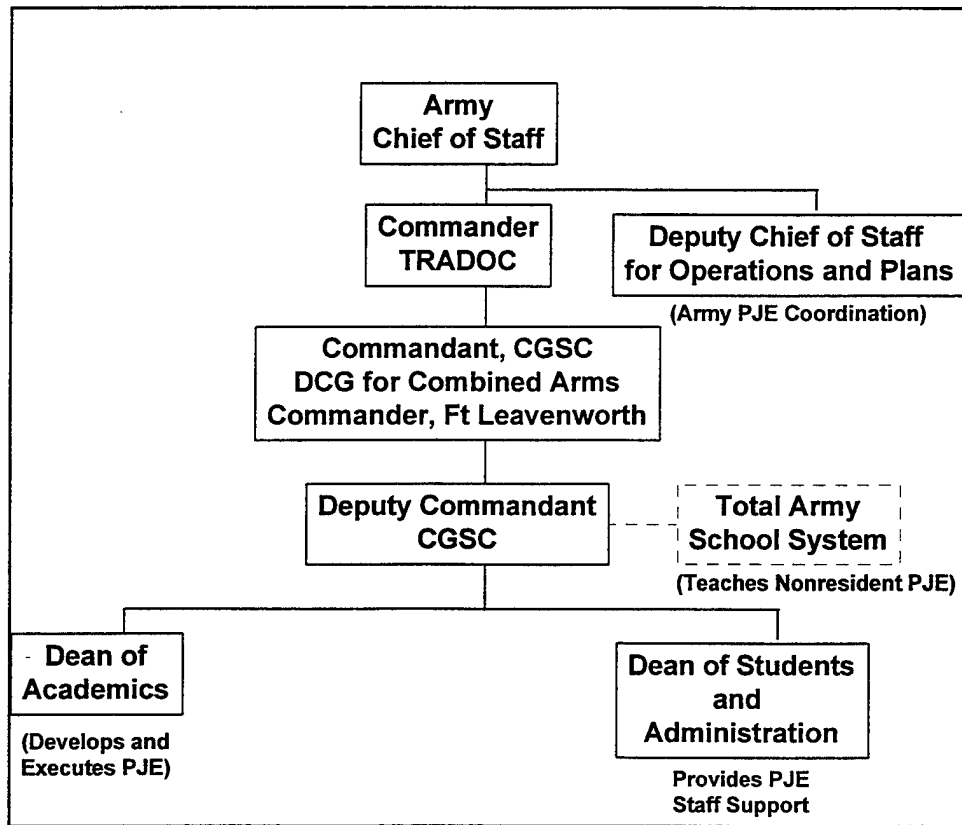 Army
Chief of Staff
Commander
TRADOC
Deputy Chief of Staff
for Operations and Plans
(Army PJE Coordination)
Commandant, CGSC
DCG for Combined Arms
Commander, Ft Leavenworth
Deputy Commandant
CGSC
Total Army
School System
(Teaches Nonresident PJE)
Dean of
Academics
(Develops and
Executes PJE)
Dean of Students
and
Administration
Provides PJE
Staff Support